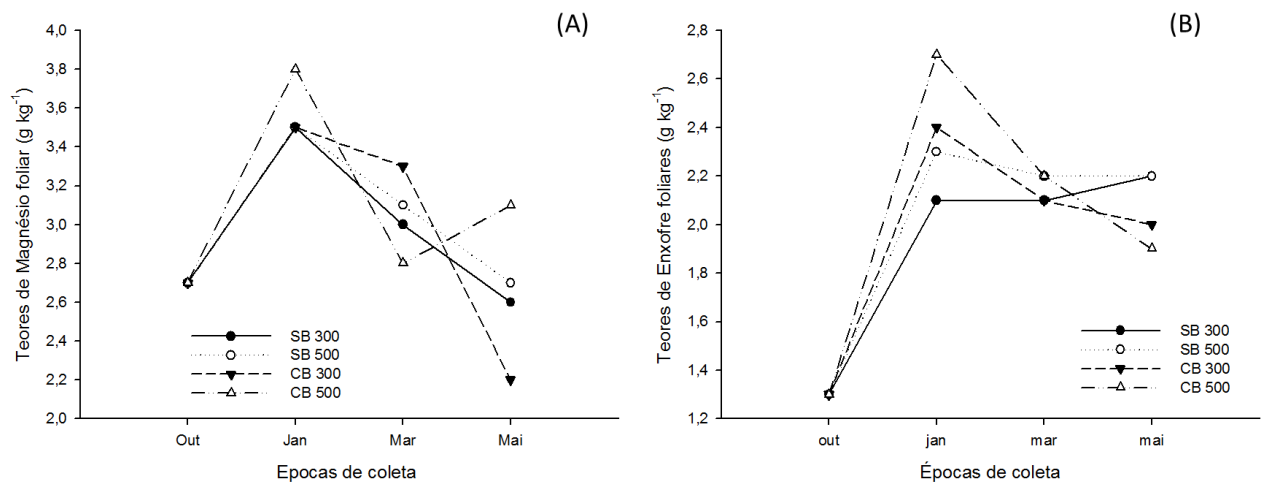 (A)
Teores de Magnésio foliar (g kg-1)
4,0
3,8
3,6
3,4
3,2
3,0
2,8
2,6
2,4
2,2
2,0
SB 300
SB 500
CB 300
CB 500
Out Jan Mar Mai
Epocas de coleta
(B)
Teores de Enxofre foliares (g kg-1)
2,8
2,6
2,4
2,2
2,0
1,8
1,6
1,4
1,2
SB 300
SB 500
CB 300
CB 500
out jan mar mai
Épocas de coleta